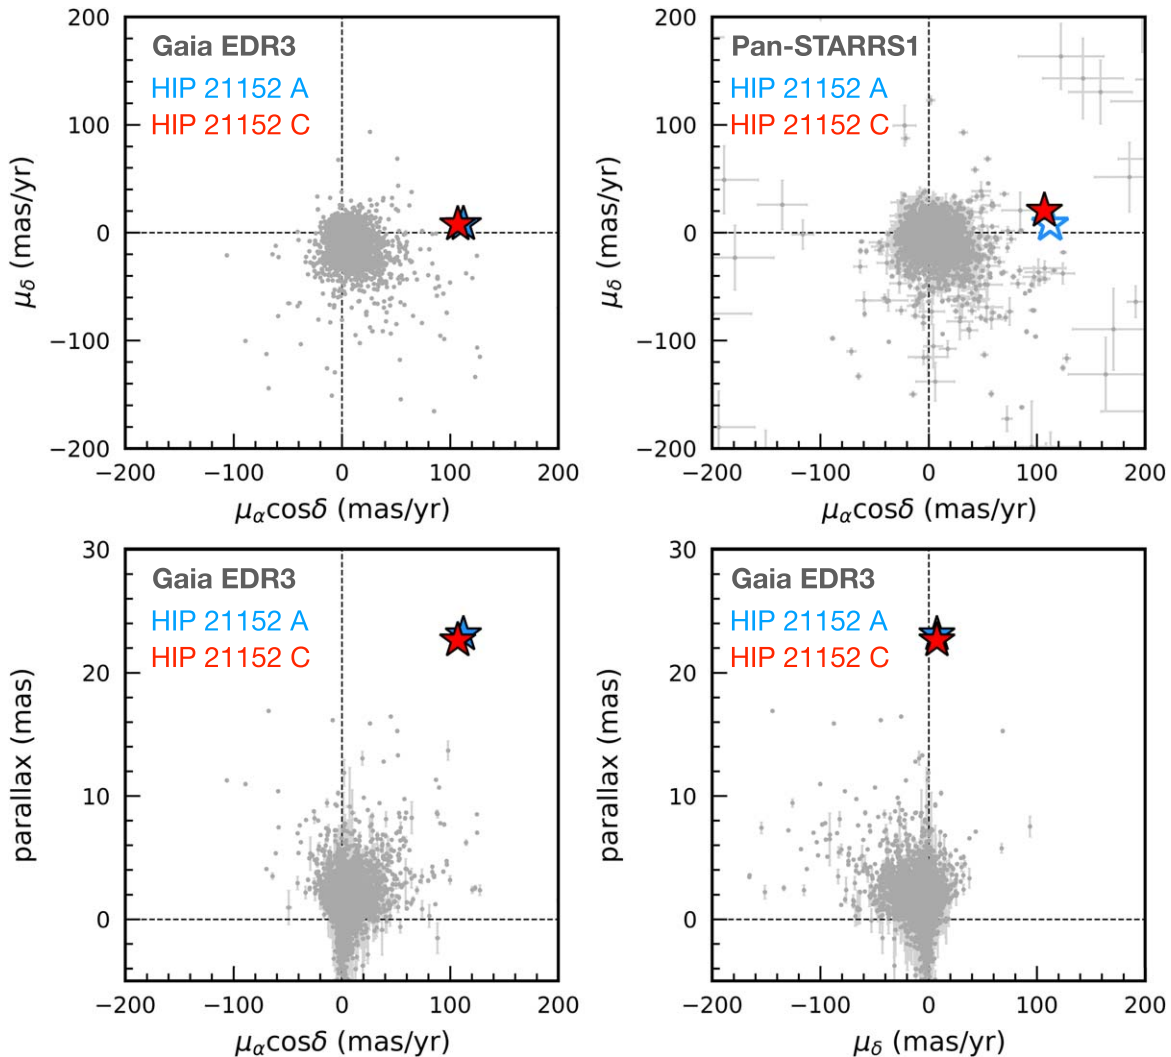 200
100
0
−100
−200
μδ (mas/yr)
Gaia EDR3
HIP 21152 A
HIP 21152 C
−200 −100 0 100 200
μαcosδ (mas/yr)
200
100
0
−100
−200
μδ (mas/yr)
Pan-STARRS1
HIP 21152 A
HIP 21152 C
−200 −100 0 100 200
μαcosδ (mas/yr)
30
20
10
0
parallax (mas)
Gaia EDR3
HIP 21152 A
HIP 21152 C
−200 −100 0 100 200
μαcosδ (mas/yr)
30
20
10
0
parallax (mas)
Gaia EDR3
HIP 21152 A
HIP 21152 C
−200 −100 0 100 200
μδ (mas/yr)